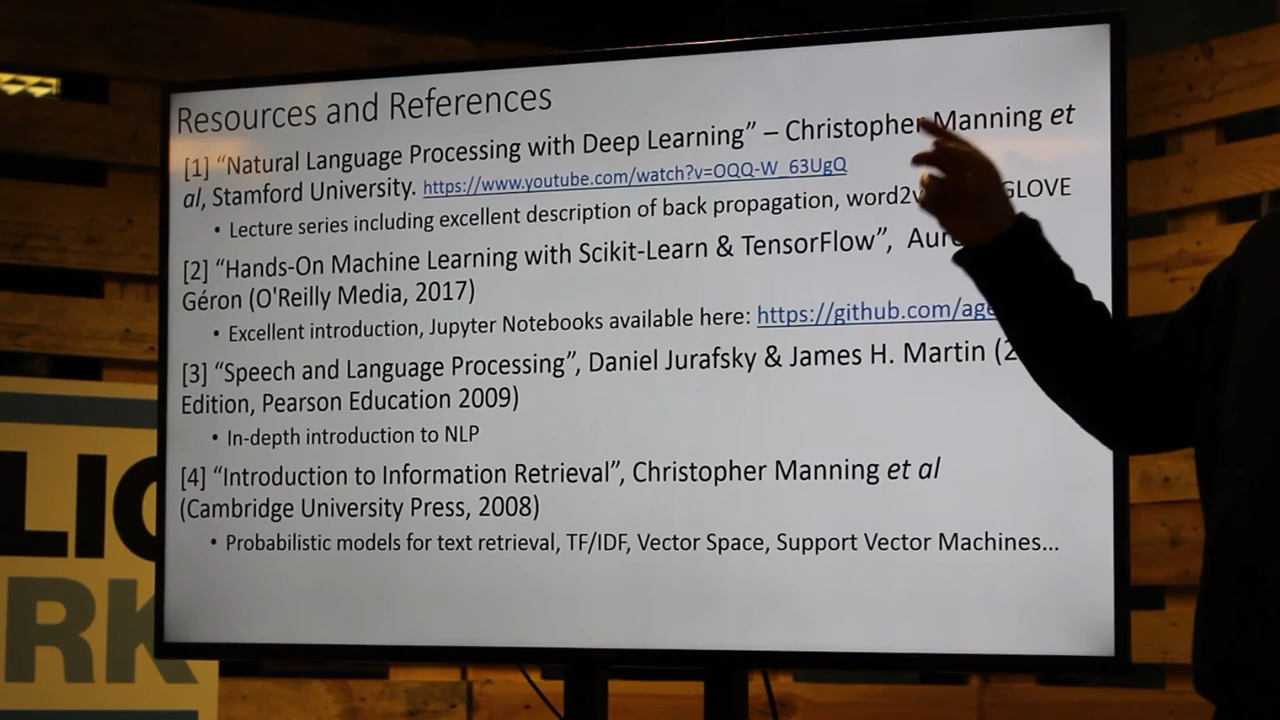 Resources and References
[1] “Natural Language Processing with Deep Learning” – Christopher Manning et
al, Stamford University. https://www.youtube.com/watch?v=OQQ-W_63UgQ
• Lecture series including excellent description of back propagation, word2v GLOVE
[2] “Hands-On Machine Learning with Scikit-Learn & TensorFlow”,
Géron (O'Reilly Media, 2017)
• Excellent introduction, Jupyter Notebooks available here: https://github.com/age
[3] “Speech and Language Processing”, Daniel Jurafsky & James H. Martin (2
Edition, Pearson Education 2009)
• In-depth introduction to NLP
[4] “Introduction to Information Retrieval”, Christopher Manning et al
(Cambridge University Press, 2008)
• Probabilistic models for text retrieval, TF/IDF, Vector Space, Support Vector Machines...
LIC
RK